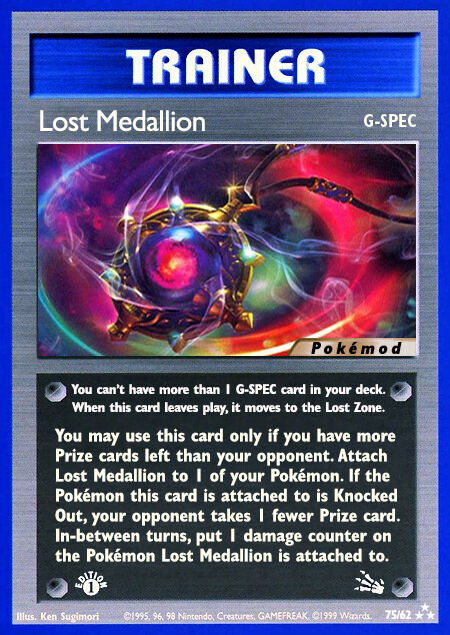 TRAINER
Lost Medallion
G-SPEC
Pokémod
You can't have more than 1 G-SPEC card in your deck.
When this card leaves play, it moves to the Lost Zone.
You may use this card only if you have more
Prize cards left than your opponent. Attach
Lost Medallion to 1 of your Pokémon. If the
Pokémon this card is attached to is Knocked
Out, your opponent takes 1 fewer Prize card.
In-between turns, put 1 damage counter on
the Pokémon Lost Medallion is attached to.
EDITION
1
Illus. Ken Sugimori
©1995, 96, 98 Nintendo, Creatures, GAMEFREAK. ©1999 Wizards.
75/62